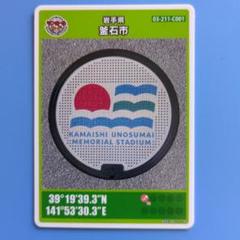 岩手県
釜石市
03-211-C001
KAMAISHI UNOSUMAI
MEMORIAL STADIUM
39°19'39.3"N
141°53'30.3"E